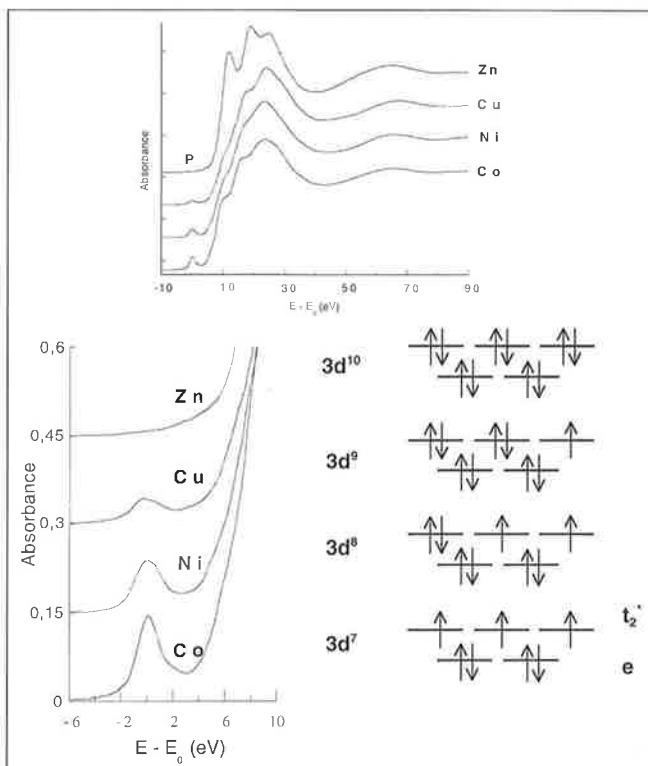 Zn
Cu
Ni
Co
P
Absorbance
-10 10 30 50 70 90
E - E₀ (eV)
0,6
0,45
0,3
0,15
0
Absorbance
Zn
Cu
Ni
Co
-6 -2 2 6 10
E - E₀ (eV)
3d¹⁰
3d⁹
3d⁸
3d⁷
t₂*
e